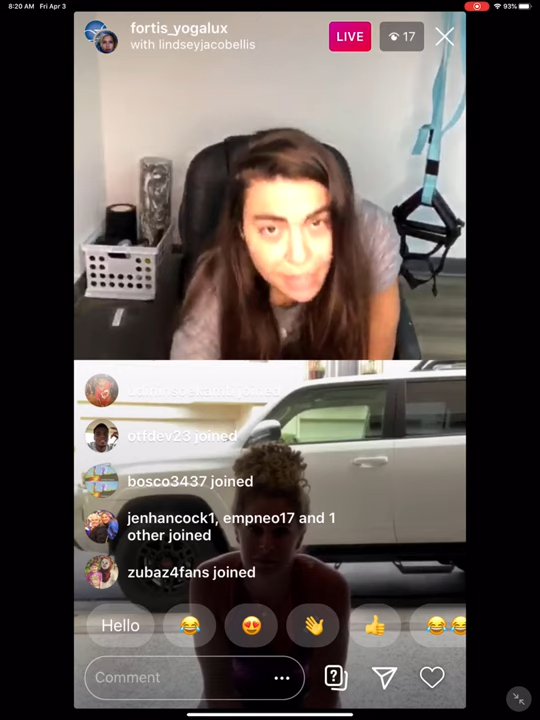 8:20 AM Fri Apr 3
93%
fortis_yogalux
with lindseyjacobellis
LIVE
17
joined
otfdev23 joined
bosco3437 joined
jenhancock1, empneo17 and 1
other joined
zubaz4fans joined
Hello
Comment